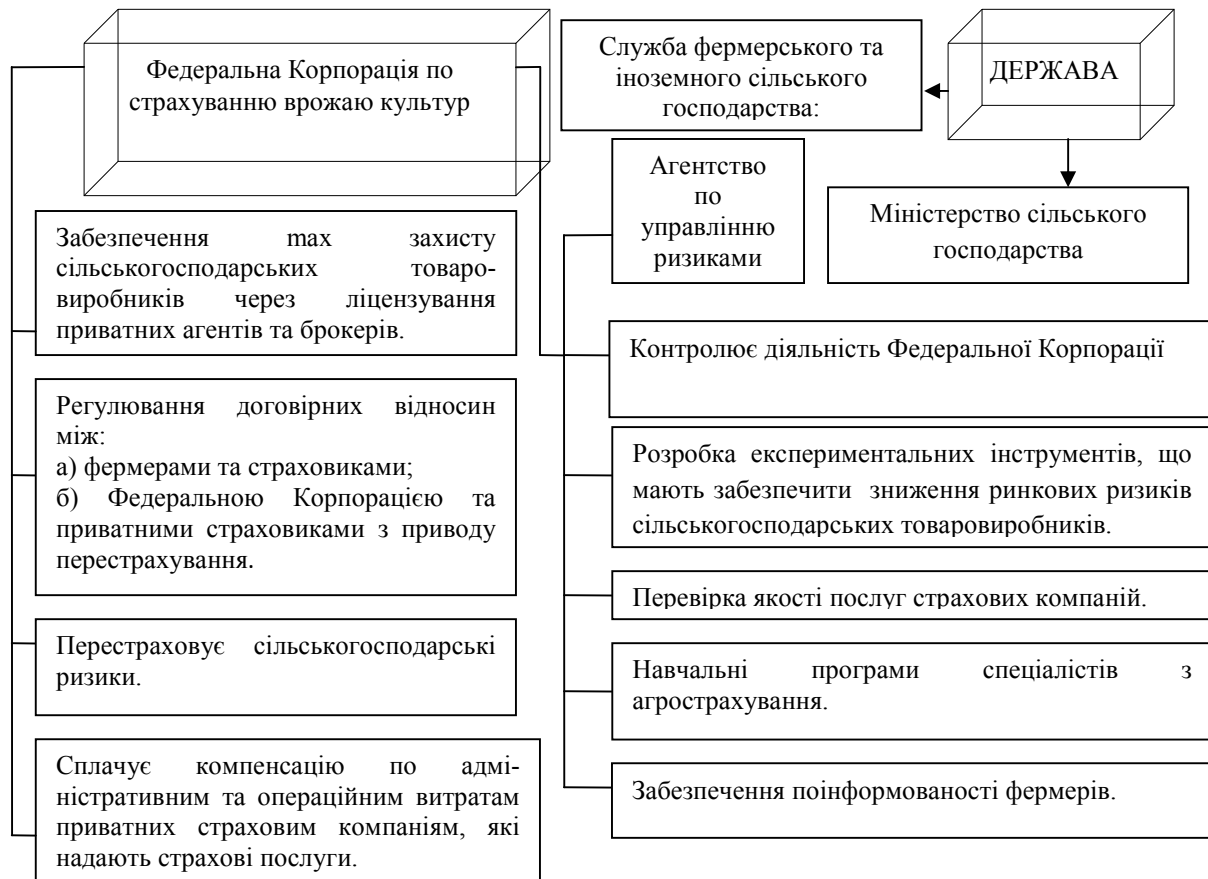 Федеральна Корпорація по
страхуванню врожаю культур
Служба фермерського та
іноземного сільського
господарства:
ДЕРЖАВА
Агентство
по
управлінню
ризиками
Міністерство сільського
господарства
Забезпечення max захисту
сільськогосподарських товаро-
виробників через ліцензування
приватних агентів та брокерів.
Регулювання договірних відносин
між:
а) фермерами та страховиками;
б) Федеральною Корпорацією та
приватними страховиками з приводу
перестрахування.
Перестраховує сільськогосподарські
ризики.
Сплачує компенсацію по адмі-
ністративним та операційним витратам
приватних страховим компаніям, які
надають страхові послуги.
Контролює діяльність Федеральної Корпорації
Розробка експериментальних інструментів, що
мають забезпечити зниження ринкових ризиків
сільськогосподарських товаровиробників.
Перевірка якості послуг страхових компаній.
Навчальні програми спеціалістів з
агрострахування.
Забезпечення поінформованості фермерів.